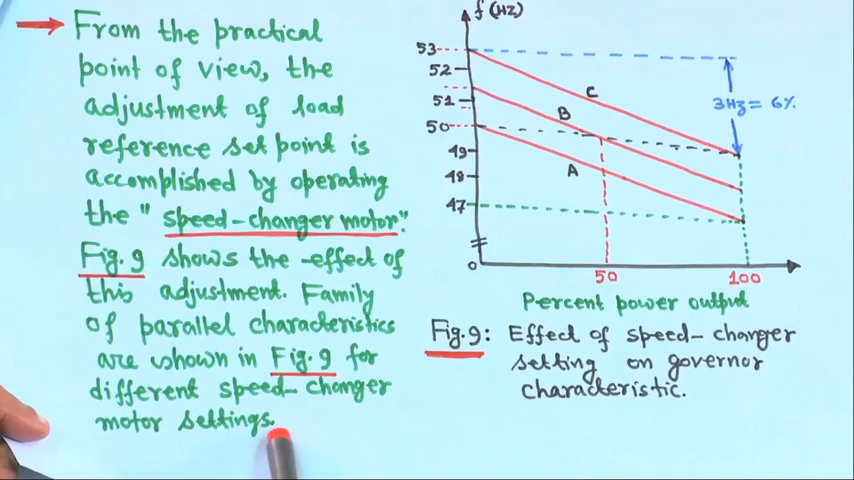 From the practical
point of view, the
adjustment of load
reference set point is
accomplished by operating
the "speed-changer motor".
Fig.9 shows the effect of
this adjustment. Family
of parallel characteristics
are shown in Fig.9 for
different speed-changer
motor settings.
f(HZ)
53
52
51
50
49
48
47
0
A
B
C
3HZ = 6%
50
100
Percent power output
Fig.9: Effect of speed-changer
setting on governor
characteristic.